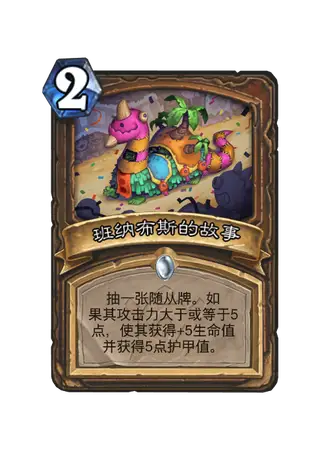 2
班纳布斯的故事
抽一张随从牌。如
果其攻击力大于或等于5
点，使其获得+5生命值
并获得5点护甲值。